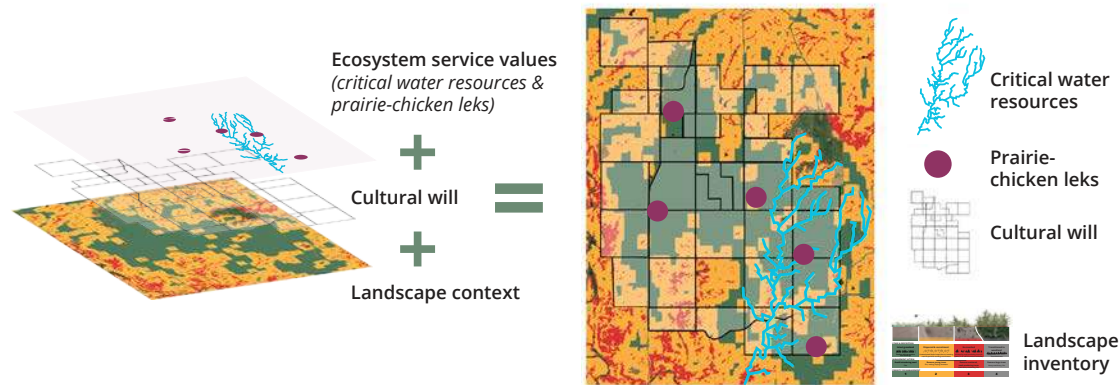 Ecosystem service values
(critical water resources &
prairie-chicken leks)
+
Cultural will
+
Landscape context
=
Critical water
resources
Prairie-
chicken leks
Cultural will
Landscape
inventory